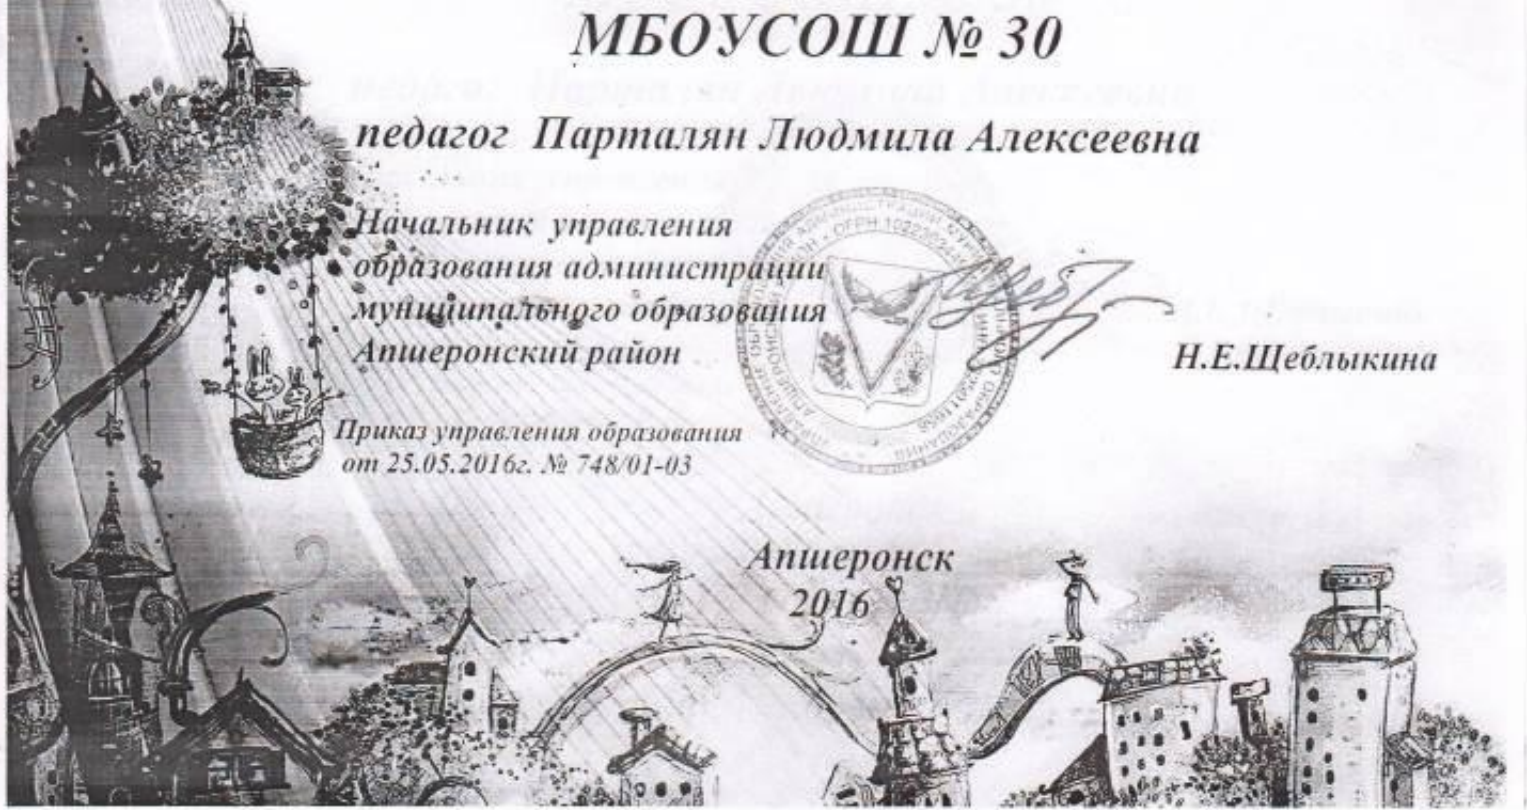 МБОУСОШ № 30
педагог Парталян Людмила Алексеевна
Начальник управления
образования администрации
муниципального образования
Апшеронский район
Н.Е.Щеблыкина
Приказ управления образования
от 25.05.2016г. № 748/01-03
Апшеронск
2016